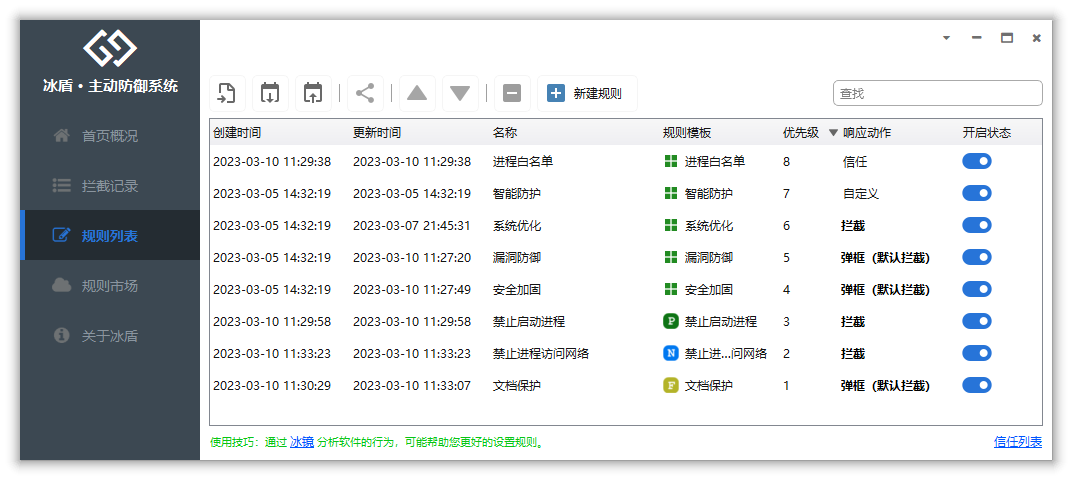 冰盾·主动防御系统
首页概况
拦截记录
规则列表
规则市场
关于冰盾
新建规则
查找
创建时间 更新时间 名称 规则模板 优先级 响应动作 开启状态
2023-03-10 11:29:38 2023-03-10 11:29:38 进程白名单 进程白名单 8 信任
2023-03-05 14:32:19 2023-03-05 14:32:19 智能防护 智能防护 7 自定义
2023-03-05 14:32:19 2023-03-07 21:45:31 系统优化 系统优化 6 拦截
2023-03-05 14:32:19 2023-03-10 11:27:20 漏洞防御 漏洞防御 5 弹框（默认拦截）
2023-03-05 14:32:19 2023-03-10 11:27:49 安全加固 安全加固 4 弹框（默认拦截）
2023-03-10 11:29:58 2023-03-10 11:29:58 禁止启动进程 P 禁止启动进程 3 拦截
2023-03-10 11:33:23 2023-03-10 11:33:23 禁止进程访问网络 N 禁止进...问网络 2 拦截
2023-03-10 11:30:29 2023-03-10 11:33:07 文档保护 F 文档保护 1 弹框（默认拦截）
使用技巧：通过 冰镜 分析软件的行为，可能帮助您更好的设置规则。 信任列表